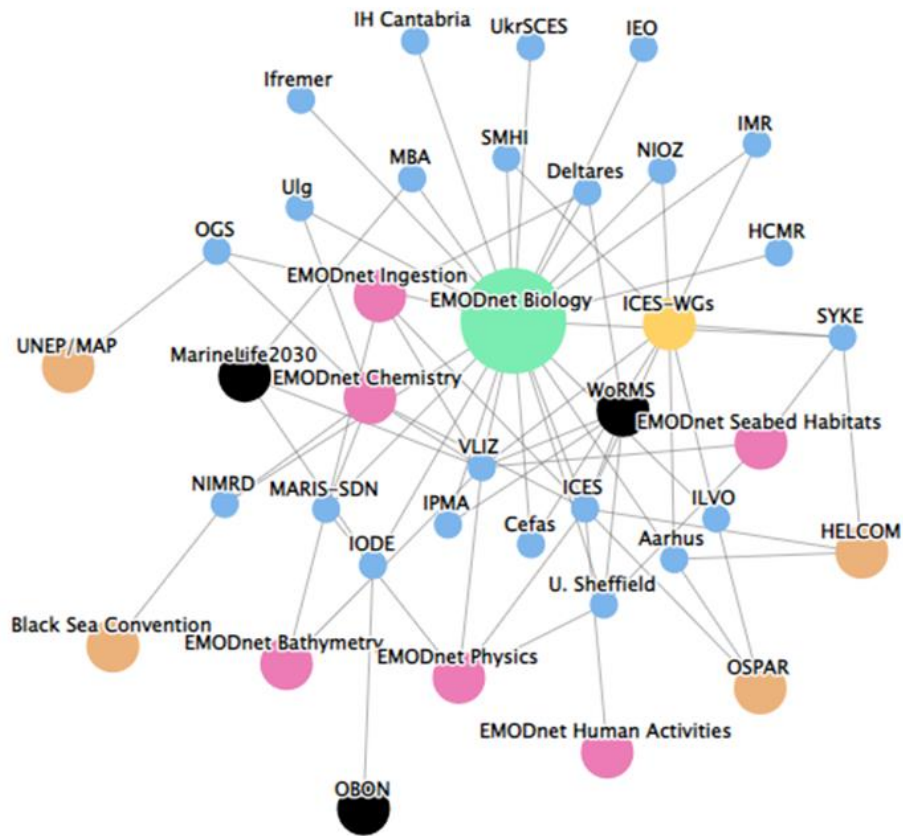 IH Cantabria
UkrSCES
IEO
Ifremer
SMHI
IMR
MBA
Deltares
NIOZ
Ulg
OGS
HCMR
EMODnet Ingestion
EMODnet Biology
ICES-WGs
SYKE
UNEP/MAP
MarineLife2030
EMODnet Chemistry
WoRMS
EMODnet Seabed Habitats
VLIZ
NIMRD
MARIS-SDN
IPMA
ICES
ILVO
Cefas
Aarhus
HELCOM
IODE
U. Sheffield
Black Sea Convention
EMODnet Bathymetry
EMODnet Physics
OSPAR
EMODnet Human Activities
OBON